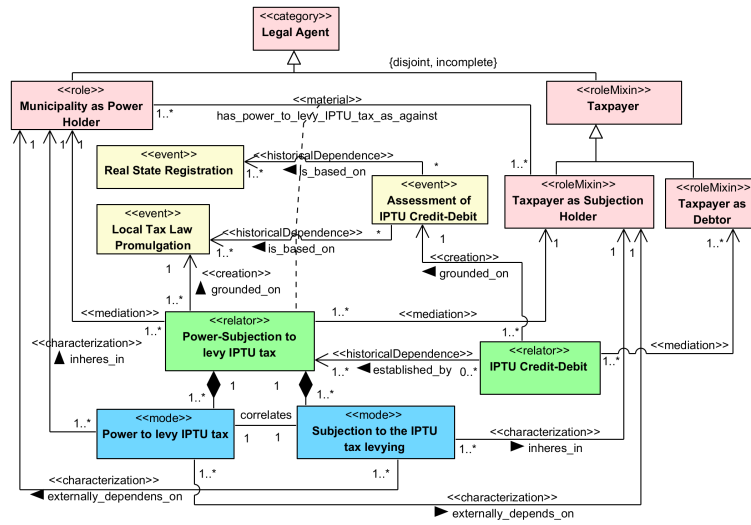 <<category>>
Legal Agent
{disjoint, incomplete}
<<role>>
Municipality as Power
Holder
<<material>>
has_power_to_levy_IPTU_tax_as_against
1..*
1..*
<<roleMixin>>
Taxpayer
1
1
1
<<event>>
Real State Registration
<<historicalDependence>>
1..*
is_based_on
*
<<event>>
Assessment of
IPTU Credit-Debit
<<roleMixin>>
Taxpayer as Subjection
Holder
<<roleMixin>>
Taxpayer as
Debtor
<<event>>
Local Tax Law
Promulgation
<<historicalDependence>>
1..*
is_based_on
*
1
1
1
1
1..*
1
<<creation>>
grounded_on
<<creation>>
grounded_on
1..*
<<mediation>>
1..*
<<relator>>
Power-Subjection to
levy IPTU tax
1..*
<<mediation>>
1..*
<<characterization>>
inheres_in
<<historicalDependence>>
1..*
established_by
0..*
<<relator>>
IPTU Credit-Debit
1..*
<<mediation>>
1
1
1..*
1..*
<<mode>>
Power to levy IPTU tax
correlates
1
1
<<mode>>
Subjection to the IPTU
tax levying
1..*
1..*
<<characterization>>
inheres_in
<<characterization>>
externally_dependens_on
1..*
1..*
<<characterization>>
externally_depends_on